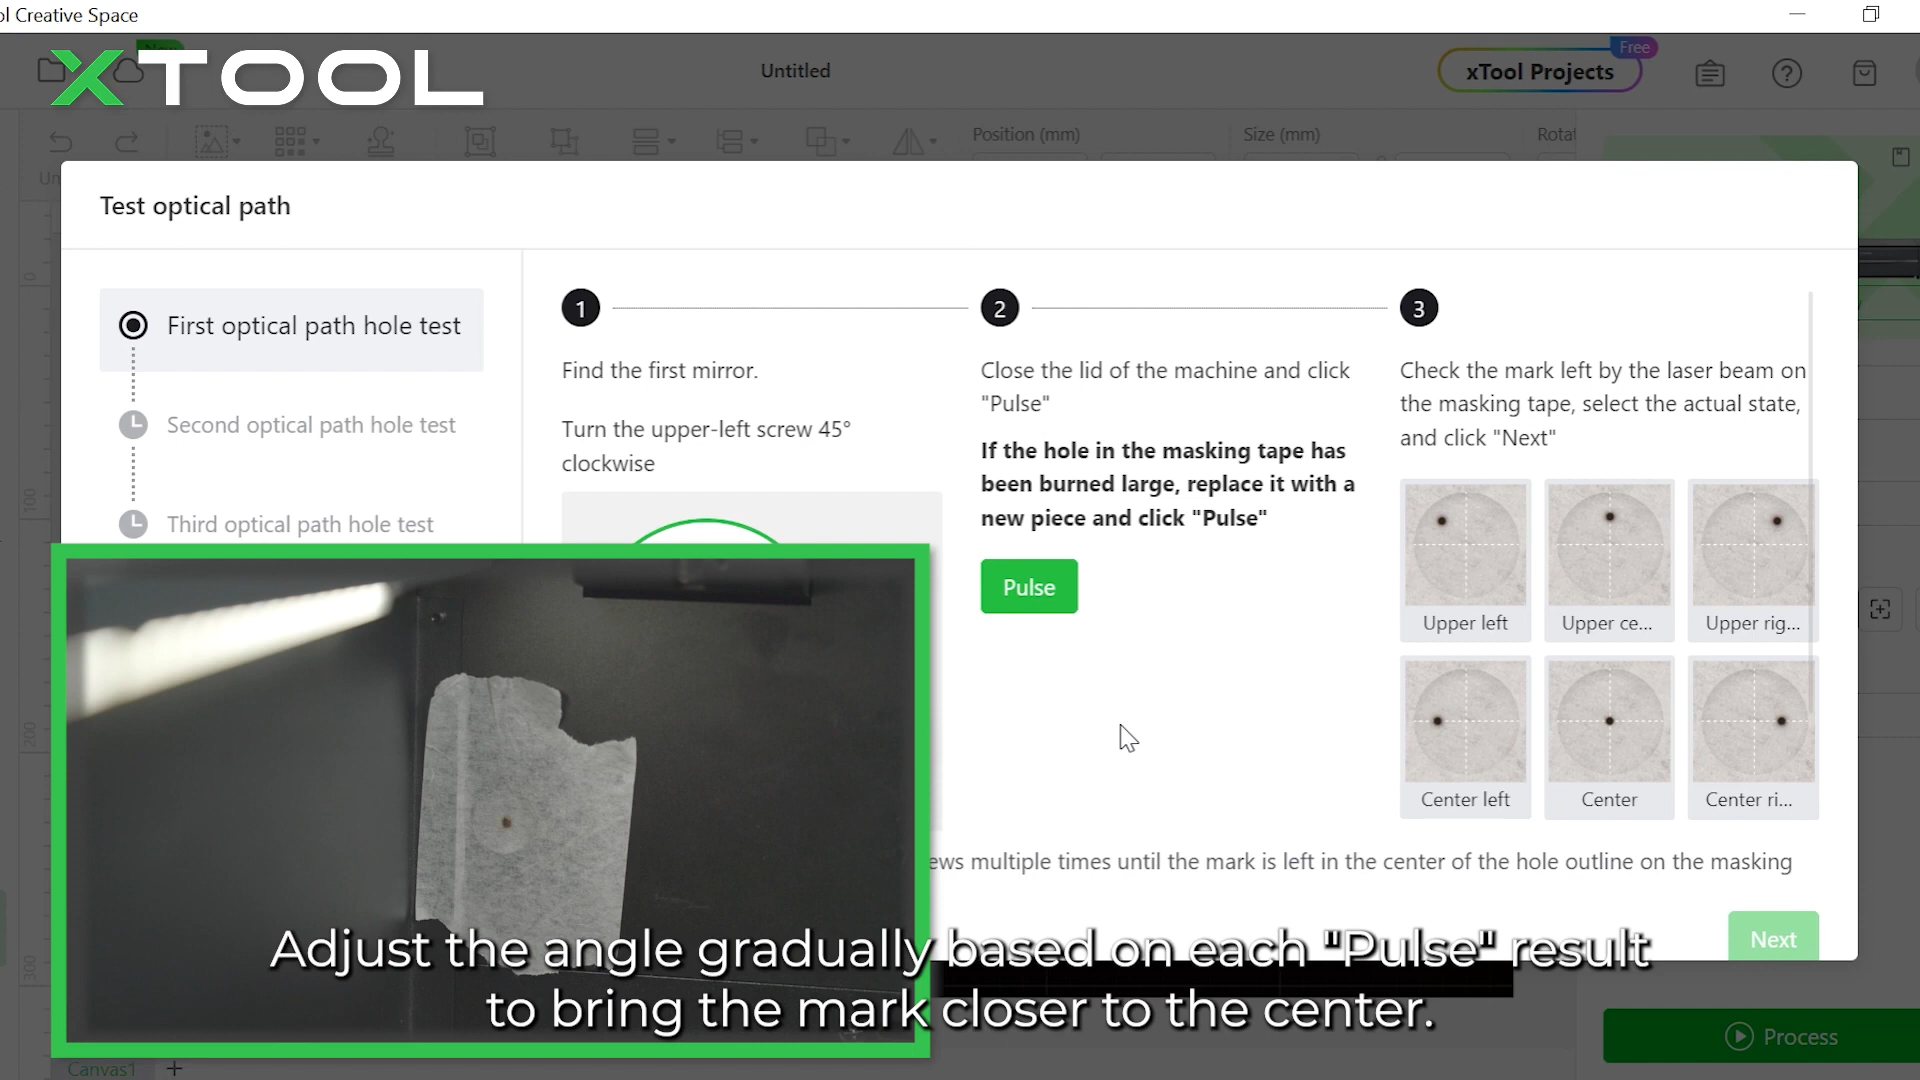 Creative Space
New
XTOOL
Untitled
Free
xTool Projects
Position (mm)
Size (mm)
Test optical path
First optical path hole test
Second optical path hole test
Third optical path hole test
1
2
3
Find the first mirror.
Turn the upper-left screw 45°
clockwise
Close the lid of the machine and click
"Pulse"
If the hole in the masking tape has
been burned large, replace it with a
new piece and click "Pulse"
Pulse
Check the mark left by the laser beam on
the masking tape, select the actual state,
and click "Next"
Upper left
Upper ce...
Upper rig...
Center left
Center
Center ri...
multiple times until the mark is left in the center of the hole outline on the masking
Next
0
100
200
300
Adjust the angle gradually based on each "Pulse" result
to bring the mark closer to the center.
Process
Canvas1 +